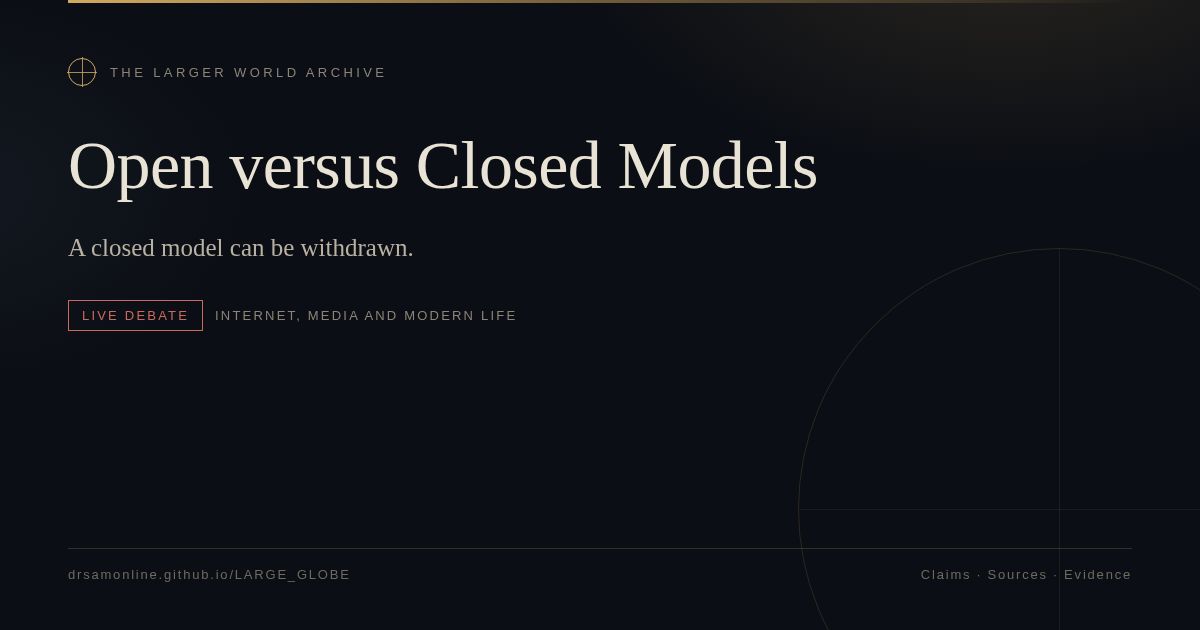 THE LARGER WORLD ARCHIVE
Open versus Closed Models
A closed model can be withdrawn.
LIVE DEBATE INTERNET, MEDIA AND MODERN LIFE
drsamonline.github.io/LARGE_GLOBE Claims · Sources · Evidence